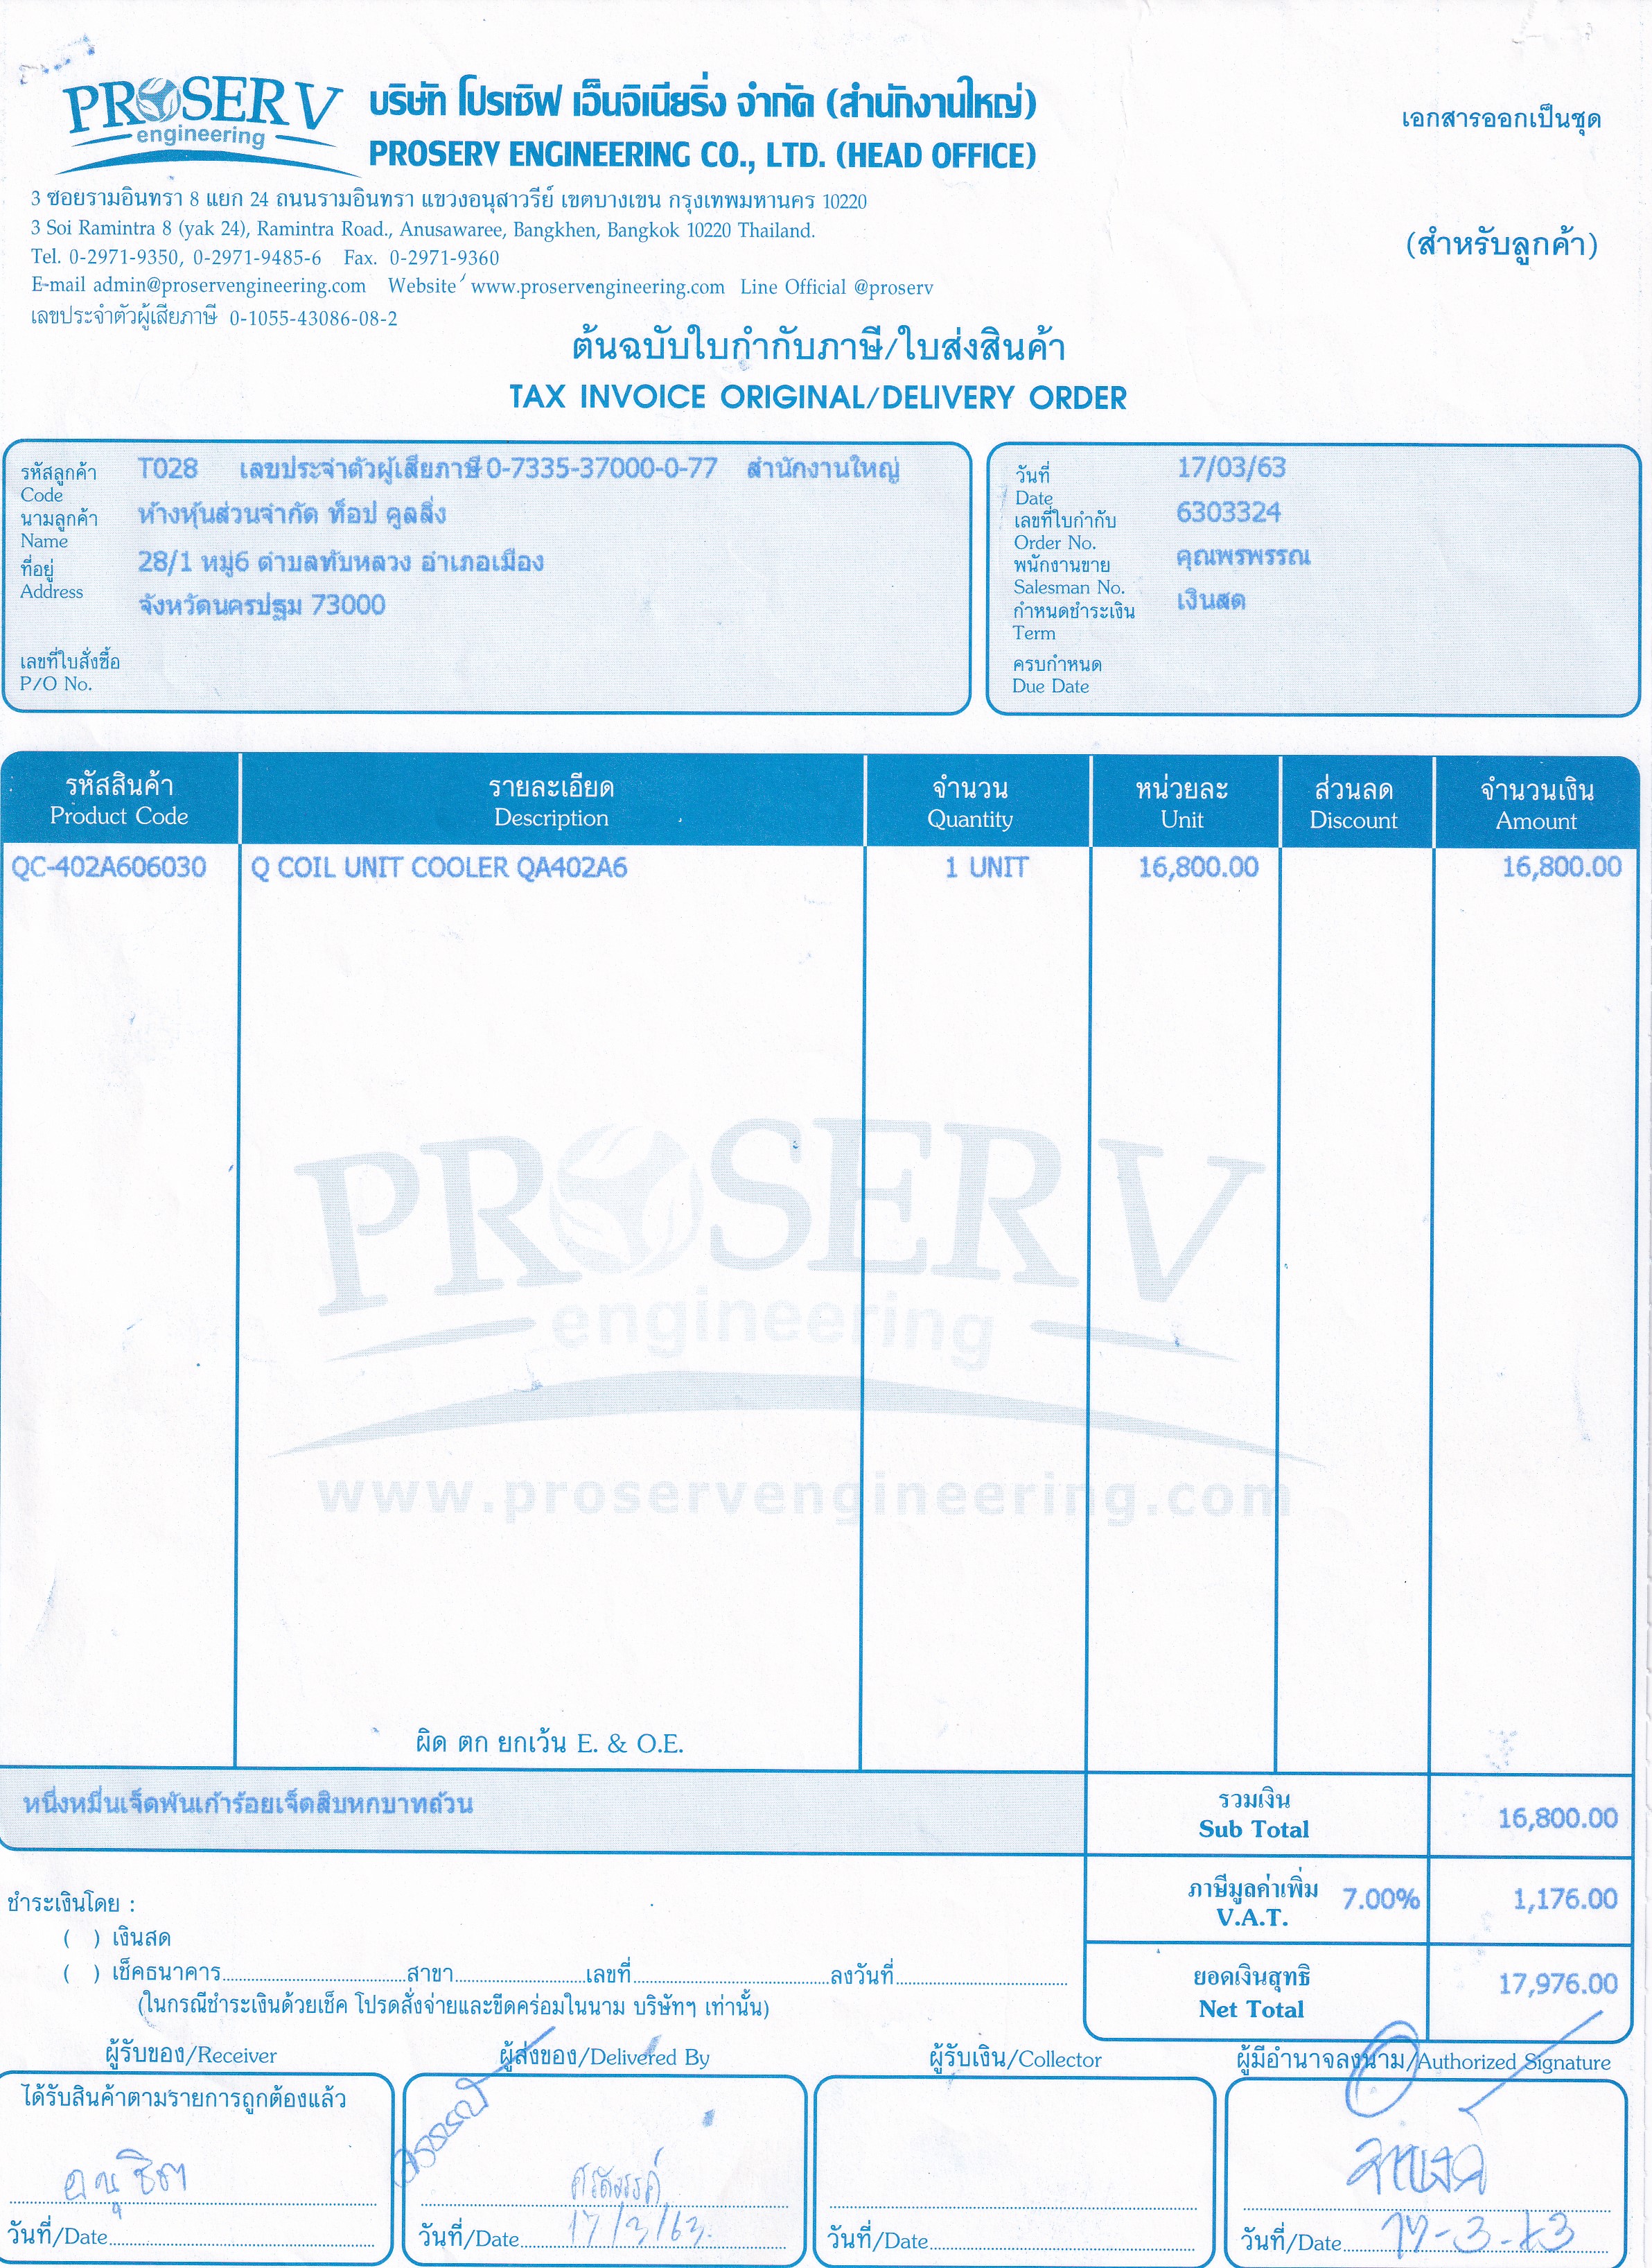 PROSERV บริษัท โปรเซิฟ เอ็นจิเนียริ่ง จำกัด (สำนักงานใหญ่)
engineering PROSERV ENGINEERING CO., LTD. (HEAD OFFICE)
เอกสารออกเป็นชุด
3 ซอยรามอินทรา 8 แยก 24 ถนนรามอินทรา แขวงอนุสาวรีย์ เขตบางเขน กรุงเทพมหานคร 10220
3 Soi Ramintra 8 (yak 24), Ramintra Road., Anusawaree, Bangkhen, Bangkok 10220 Thailand.
(สำหรับลูกค้า)
Tel. 0-2971-9350, 0-2971-9485-6 Fax. 0-2971-9360
E-mail admin@proservengineering.com Website www.proservengineering.com Line Official @proserv
เลขประจำตัวผู้เสียภาษี 0-1055-43086-08-2
ต้นฉบับใบกำกับภาษี/ใบส่งสินค้า
TAX INVOICE ORIGINAL/DELIVERY ORDER
รหัสลูกค้า T028 เลขประจำตัวผู้เสียภาษี 0-7335-37000-0-77 สำนักงานใหญ่
Code
นามลูกค้า ห้างหุ้นส่วนจำกัด ท็อป คูลลิ่ง
Name
ที่อยู่ 28/1 หมู่6 ตำบลทับหลวง อำเภอเมือง
Address จังหวัดนครปฐม 73000
เลขที่ใบสั่งซื้อ
P/O No.
วันที่ 17/03/63
Date
เลขที่ใบกำกับ 6303324
Order No.
พนักงานขาย คุณพรพรรณ
Salesman No.
กำหนดชำระเงิน เงินสด
Term
ครบกำหนด
Due Date
รหัสสินค้า รายละเอียด จำนวน หน่วยละ ส่วนลด จำนวนเงิน
Product Code Description Quantity Unit Discount Amount
QC-402A606030 Q COIL UNIT COOLER QA402A6 1 UNIT 16,800.00 16,800.00
PROSERV
engineering
www.proservengineering.com
ผิด ตก ยกเว้น E. & O.E.
หนึ่งหมื่นเจ็ดพันเก้าร้อยเจ็ดสิบหกบาทถ้วน
รวมเงิน 16,800.00
Sub Total
ภาษีมูลค่าเพิ่ม 7.00% 1,176.00
V.A.T.
ยอดเงินสุทธิ 17,976.00
Net Total
ชำระเงินโดย :
( ) เงินสด
( ) เช็คธนาคาร สาขา เลขที่ ลงวันที่
(ในกรณีชำระเงินด้วยเช็ค โปรดสั่งจ่ายและขีดคร่อมในนาม บริษัทฯ เท่านั้น)
ผู้รับของ/Receiver ผู้ส่งของ/Delivered By ผู้รับเงิน/Collector ผู้มีอำนาจลงนาม/Authorized Signature
ได้รับสินค้าตามรายการถูกต้องแล้ว
วันที่/Date วันที่/Date 17/3/63. วันที่/Date วันที่/Date 17-3-63